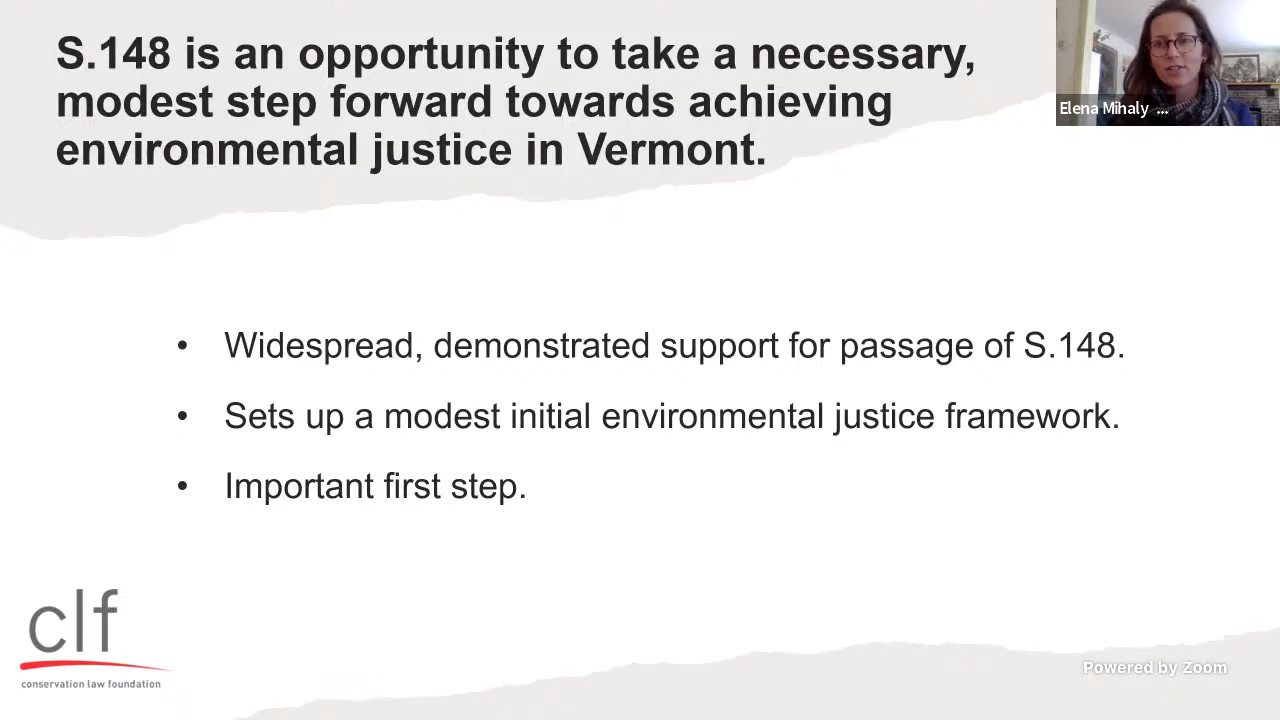 S.148 is an opportunity to take a necessary,
modest step forward towards achieving
environmental justice in Vermont.
Elena Mihaly ...
• Widespread, demonstrated support for passage of S.148.
• Sets up a modest initial environmental justice framework.
• Important first step.
clf
conservation law foundation
Powered by Zoom